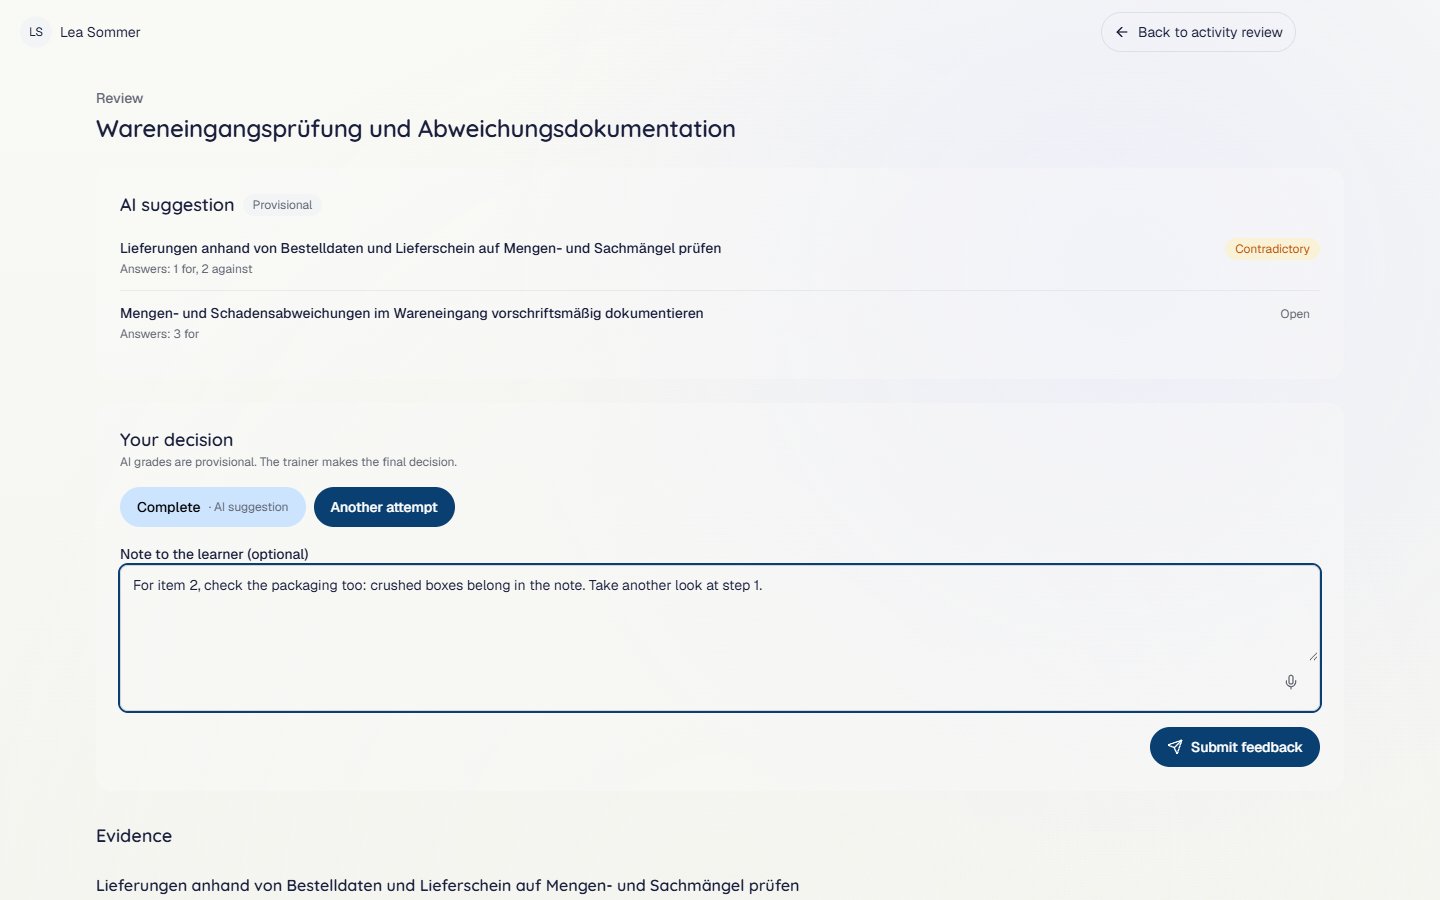 LS Lea Sommer
Back to activity review
Review
Wareneingangsprüfung und Abweichungsdokumentation
AI suggestion Provisional
Lieferungen anhand von Bestelldaten und Lieferschein auf Mengen- und Sachmängel prüfen
Contradictory
Answers: 1 for, 2 against
Mengen- und Schadensabweichungen im Wareneingang vorschriftsmäßig dokumentieren
Open
Answers: 3 for
Your decision
AI grades are provisional. The trainer makes the final decision.
Complete · AI suggestion
Another attempt
Note to the learner (optional)
For item 2, check the packaging too: crushed boxes belong in the note. Take another look at step 1.
Submit feedback
Evidence
Lieferungen anhand von Bestelldaten und Lieferschein auf Mengen- und Sachmängel prüfen